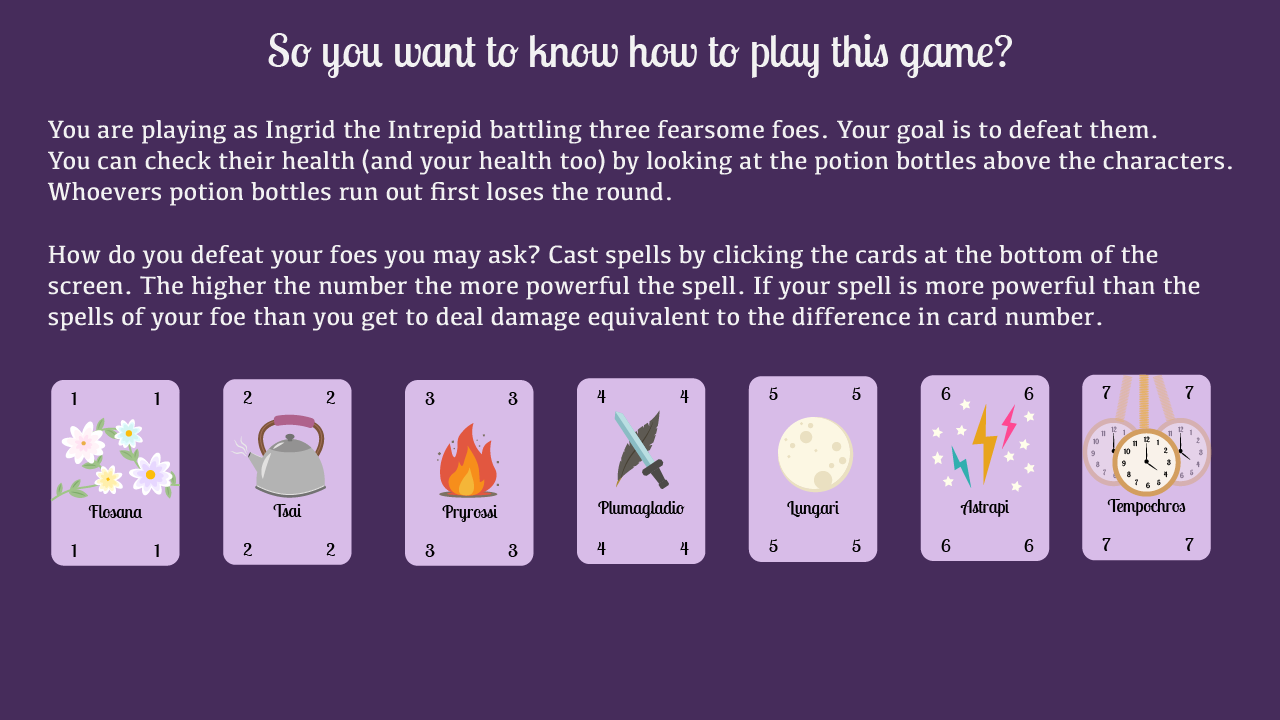 So you want to know how to play this game?
You are playing as Ingrid the Intrepid battling three fearsome foes. Your goal is to defeat them.
You can check their health (and your health too) by looking at the potion bottles above the characters.
Whoevers potion bottles run out first loses the round.
How do you defeat your foes you may ask? Cast spells by clicking the cards at the bottom of the
screen. The higher the number the more powerful the spell. If your spell is more powerful than the
spells of your foe than you get to deal damage equivalent to the difference in card number.
1 1
Flosana
1 1
2 2
Tsai
2 2
3 3
Pryrossi
3 3
4 4
Plumagladio
4 4
5 5
Lungari
5 5
6 6
Astrapi
6 6
7 7
Tempochros
7 7